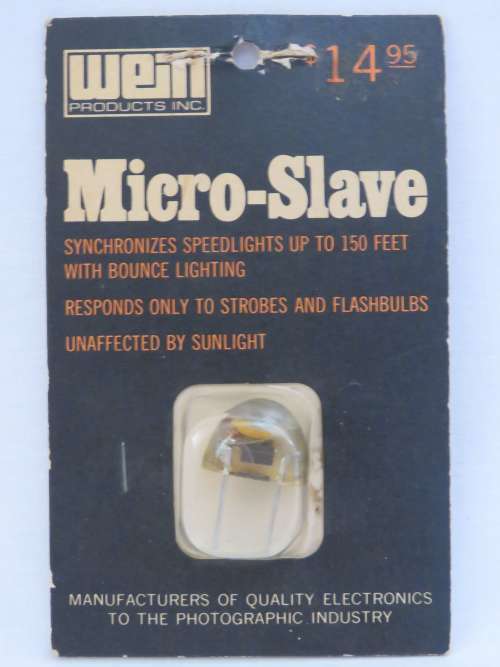 Wein
PRODUCTS INC.
$14 95
Micro-Slave
SYNCHRONIZES SPEEDLIGHTS UP TO 150 FEET
WITH BOUNCE LIGHTING
RESPONDS ONLY TO STROBES AND FLASHBULBS
UNAFFECTED BY SUNLIGHT
MANUFACTURERS OF QUALITY ELECTRONICS
TO THE PHOTOGRAPHIC INDUSTRY